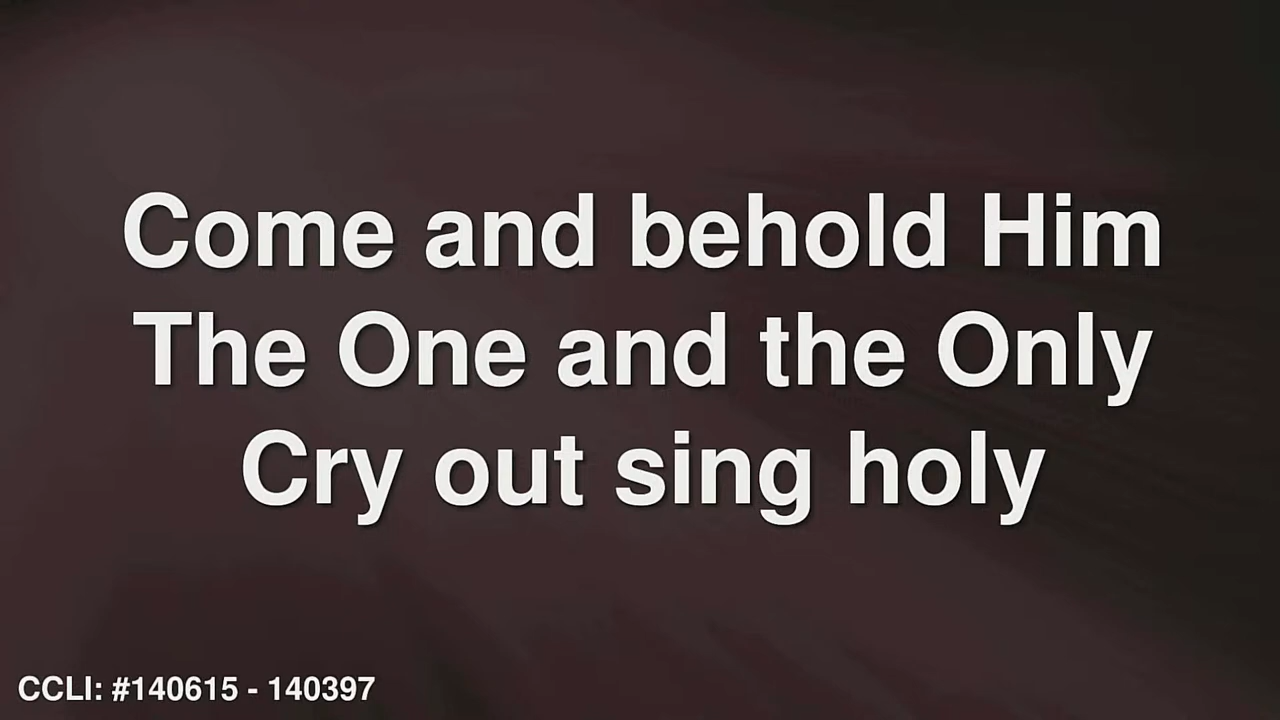 Come and behold Him
The One and the Only
Cry out sing holy
CCLI: #140615 - 140397